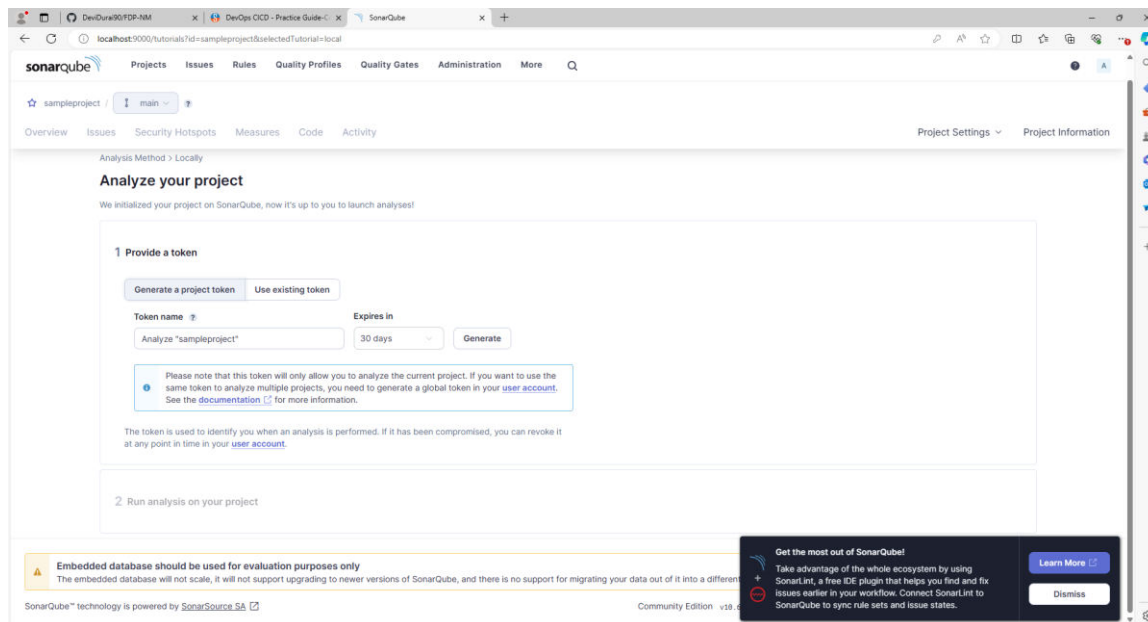 DeviDurai90/FDP-NM
DevOps CICD - Practice Guide-C
SonarQube
localhost:9000/tutorials?id=sampleproject&selectedTutorial=local
sonarqube Projects Issues Rules Quality Profiles Quality Gates Administration More A
sampleproject / main
Overview Issues Security Hotspots Measures Code Activity Project Settings Project Information
Analysis Method > Locally
Analyze your project
We initialized your project on SonarQube, now it's up to you to launch analyses!
1 Provide a token
Generate a project token Use existing token
Token name Expires in
Analyze "sampleproject" 30 days Generate
Please note that this token will only allow you to analyze the current project. If you want to use the
same token to analyze multiple projects, you need to generate a global token in your user account.
See the documentation for more information.
The token is used to identify you when an analysis is performed. If it has been compromised, you can revoke it
at any point in time in your user account.
2 Run analysis on your project
Embedded database should be used for evaluation purposes only
The embedded database will not scale, it will not support upgrading to newer versions of SonarQube, and there is no support for migrating your data out of it into a different
SonarQube™ technology is powered by SonarSource SA Community Edition
Get the most out of SonarQube!
Take advantage of the whole ecosystem by using
SonarLint, a free IDE plugin that helps you find and fix
issues earlier in your workflow. Connect SonarLint to
SonarQube to sync rule sets and issue states.
Learn More
Dismiss